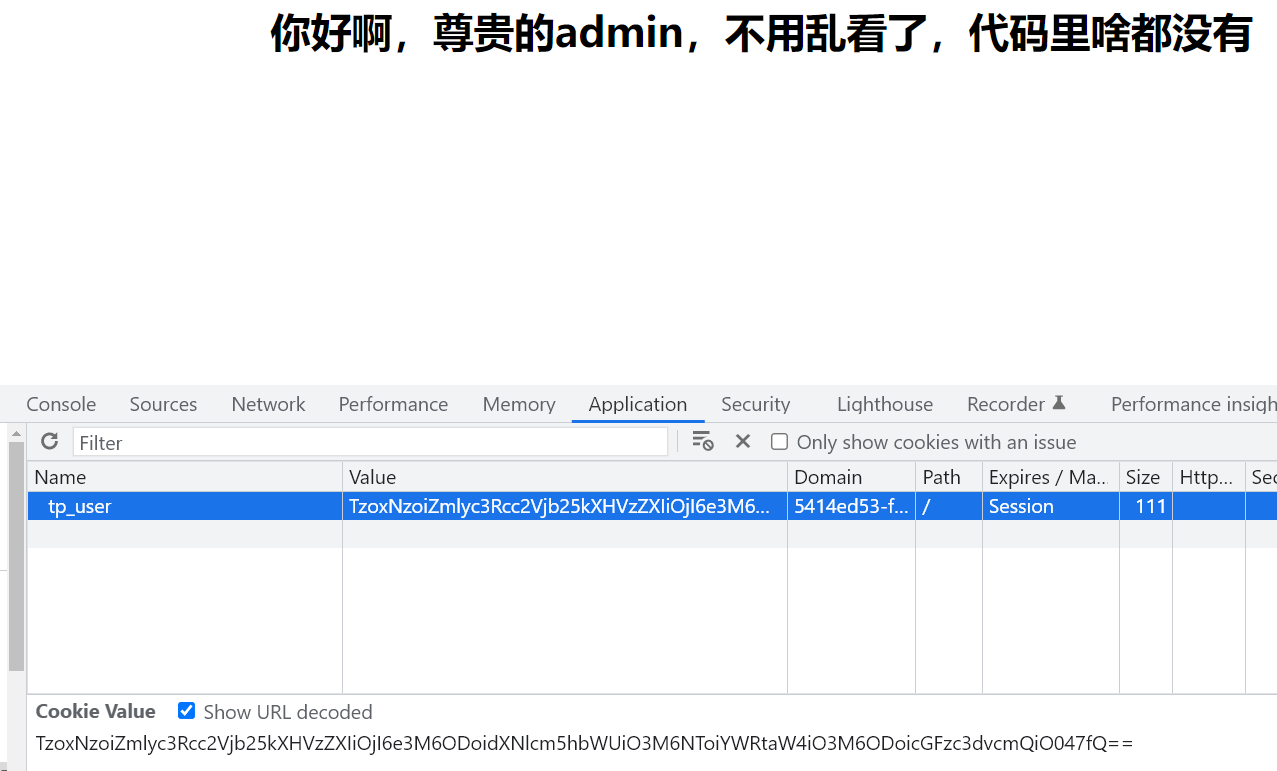 你好啊，尊贵的admin，不用乱看了，代码里啥都没有
Console Sources Network Performance Memory Application Security Lighthouse Recorder Performance insigh
Filter Only show cookies with an issue
Name Value Domain Path Expires / Ma... Size Http... Sec
tp_user TzoxNzoiZmlyc3Rcc2Vjb25kXHVzZXIiOjI6e3M6... 5414ed53-f... / Session 111
Cookie Value Show URL decoded
TzoxNzoiZmlyc3Rcc2Vjb25kXHVzZXIiOjI6e3M6ODoidXNlcm5hbWUiO3M6NToiYWRtaW4iO3M6ODoicGFzc3dvcmQiO047fQ==